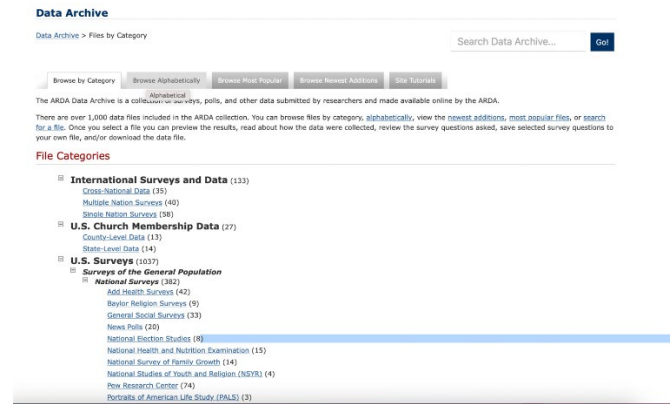 Data Archive
Data Archive > Files by Category
Search Data Archive...
Go!
Browse by Category
Browse Alphabetically
Browse Most Popular
Browse Newest Additions
Site Tutorials
Alphabetical
The ARDA Data Archive is a collection of surveys, polls, and other data submitted by researchers and made available online by the ARDA.
There are over 1,000 data files included in the ARDA collection. You can browse files by category, alphabetically, view the newest additions, most popular files, or search
for a file. Once you select a file you can preview the results, read about how the data were collected, review the survey questions asked, save selected survey questions to
your own file, and/or download the data file.
File Categories
International Surveys and Data (133)
Cross-National Data (35)
Multiple Nation Surveys (40)
Single Nation Surveys (58)
U.S. Church Membership Data (27)
County-Level Data (13)
State-Level Data (14)
U.S. Surveys (1037)
Surveys of the General Population
National Surveys (382)
Add Health Surveys (42)
Baylor Religion Surveys (9)
General Social Surveys (33)
News Polls (20)
National Election Studies (8)
National Health and Nutrition Examination (15)
National Survey of Family Growth (14)
National Studies of Youth and Religion (NSYR) (4)
Pew Research Center (74)
Portraits of American Life Study (PALS) (3)